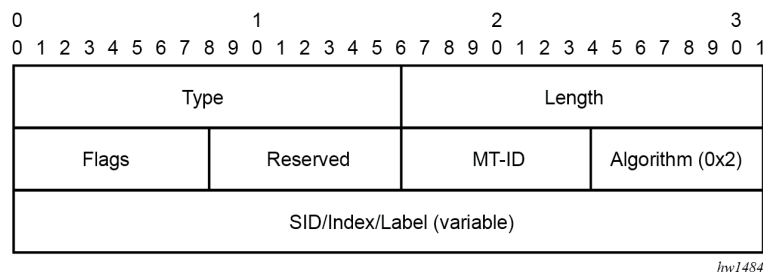 0 1 2 3
0 1 2 3 4 5 6 7 8 9 0 1 2 3 4 5 6 7 8 9 0 1 2 3 4 5 6 7 8 9 0 1
Type Length
Flags Reserved MT-ID Algorithm (0x2)
SID/Index/Label (variable)
hw1484